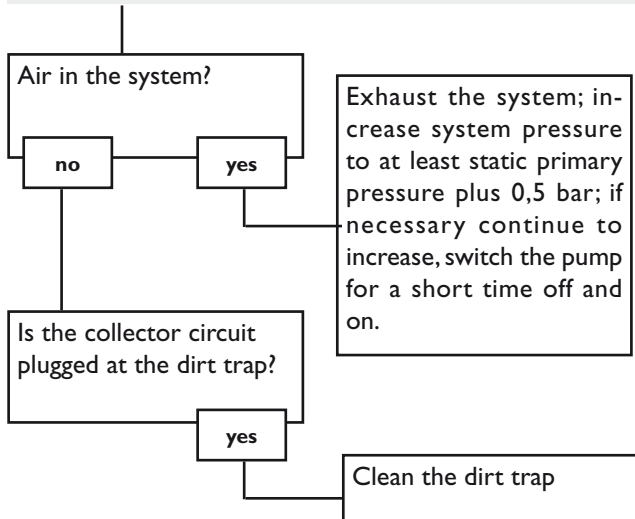 Air in the system?
no
yes
Exhaust the system; in-
crease system pressure
to at least static primary
pressure plus 0,5 bar; if
necessary continue to
increase, switch the pump
for a short time off and
on.
Is the collector circuit
plugged at the dirt trap?
yes
Clean the dirt trap